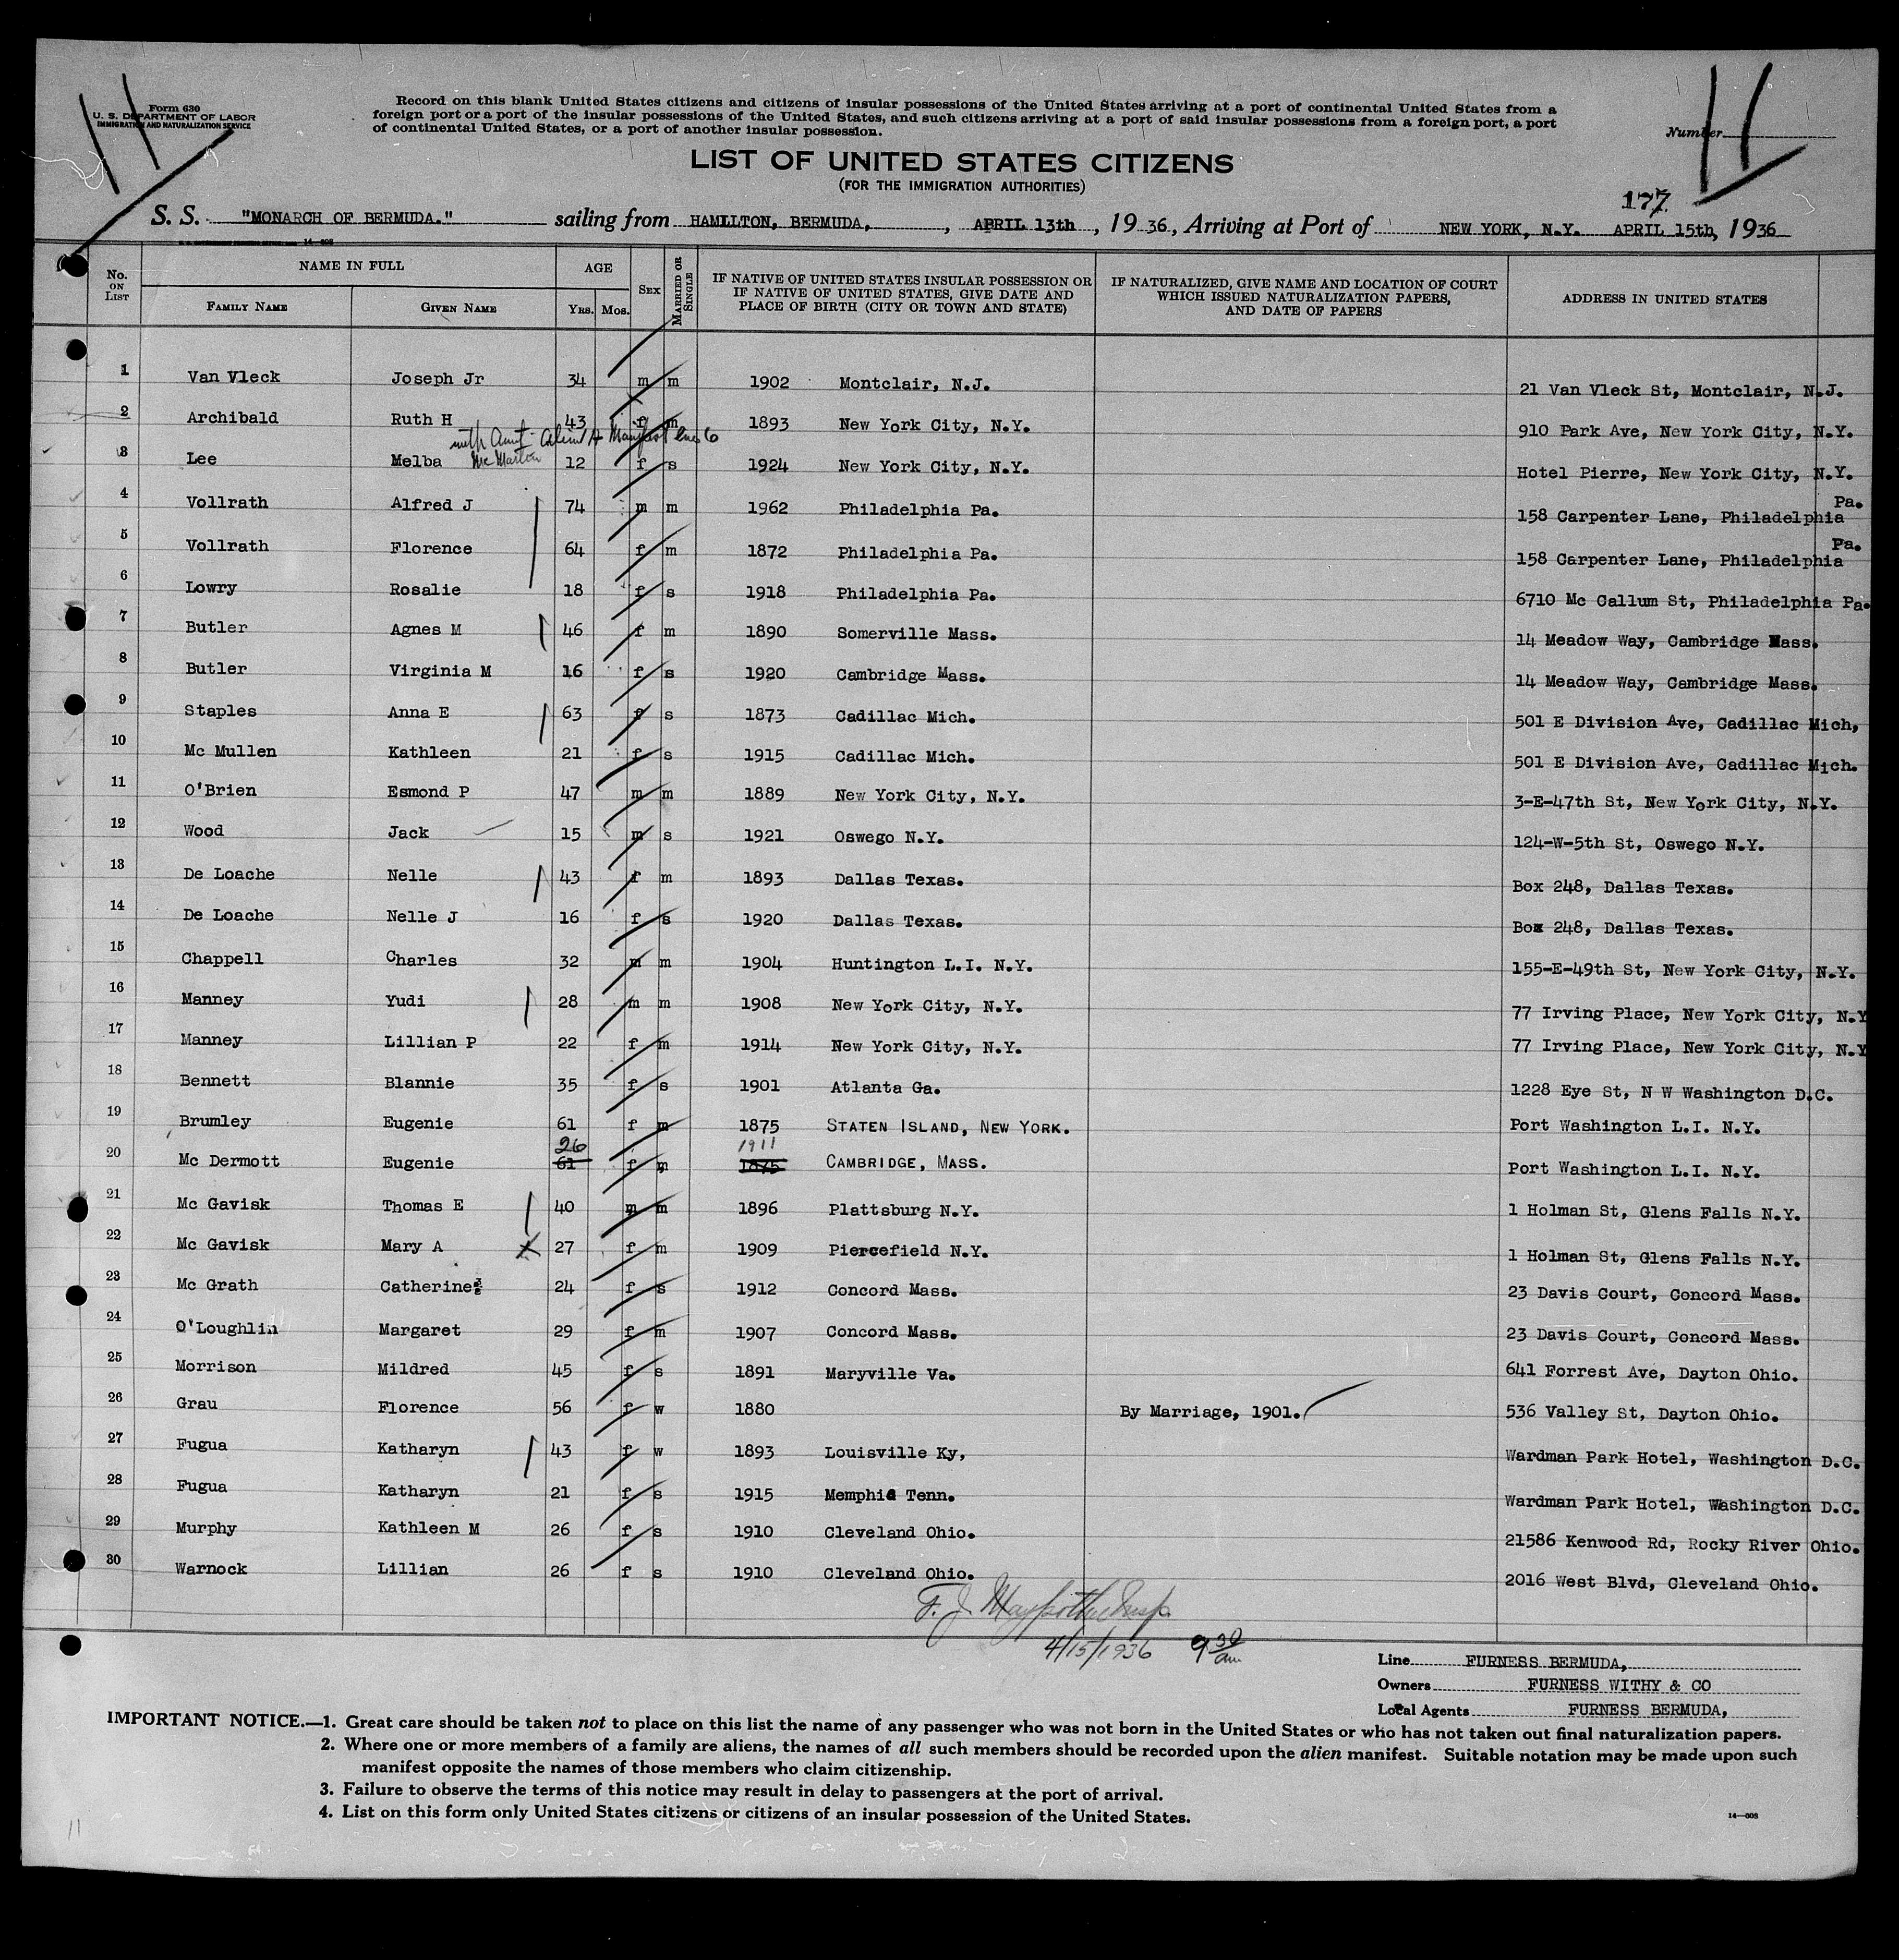 Form 630
U. S. DEPARTMENT OF LABOR
IMMIGRATION AND NATURALIZATION SERVICE
Record on this blank United States citizens and citizens of insular possessions of the United States arriving at a port of continental United States from a
foreign port or a port of the insular possessions of the United States, and such citizens arriving at a port of said insular possessions from a foreign port, a port
of continental United States, or a port of another insular possession.
Number
11
11
LIST OF UNITED STATES CITIZENS
(FOR THE IMMIGRATION AUTHORITIES)
177
S. S. "MONARCH OF BERMUDA." sailing from HAMILTON, BERMUDA, , APRIL 13th , 19 36, Arriving at Port of NEW YORK, N.Y. APRIL 15th, 1936
14—808
No. ON LIST NAME IN FULL FAMILY NAME GIVEN NAME AGE YRS. MOS. SEX MARRIED OR SINGLE IF NATIVE OF UNITED STATES INSULAR POSSESSION OR IF NATIVE OF UNITED STATES, GIVE DATE AND PLACE OF BIRTH (CITY OR TOWN AND STATE) IF NATURALIZED, GIVE NAME AND LOCATION OF COURT WHICH ISSUED NATURALIZATION PAPERS, AND DATE OF PAPERS ADDRESS IN UNITED STATES
1 Van Vleck Joseph Jr 34 m m 1902 Montclair, N.J. 21 Van Vleck St, Montclair, N.J.
2 Archibald Ruth H 43 f m 1893 New York City, N.Y. 910 Park Ave, New York City, N.Y.
with Aunt Alien Manifest line 6
3 Lee Melba 12 f s 1924 New York City, N.Y. Hotel Pierre, New York City, N.Y.
4 Vollrath Alfred J 74 m m 1962 Philadelphia Pa. 158 Carpenter Lane, Philadelphia Pa.
5 Vollrath Florence 64 f m 1872 Philadelphia Pa. 158 Carpenter Lane, Philadelphia Pa.
6 Lowry Rosalie 18 f s 1918 Philadelphia Pa. 6710 Mc Callum St, Philadelphia Pa.
7 Butler Agnes M 46 f m 1890 Somerville Mass. 14 Meadow Way, Cambridge Mass.
8 Butler Virginia M 16 f s 1920 Cambridge Mass. 14 Meadow Way, Cambridge Mass.
9 Staples Anna E 63 f s 1873 Cadillac Mich. 501 E Division Ave, Cadillac Mich,
10 Mc Mullen Kathleen 21 f s 1915 Cadillac Mich. 501 E Division Ave, Cadillac Mich.
11 O'Brien Esmond P 47 m m 1889 New York City, N.Y. 3-E-47th St, New York City, N.Y.
12 Wood Jack 15 m s 1921 Oswego N.Y. 124-W-5th St, Oswego N.Y.
13 De Loache Nelle 43 f m 1893 Dallas Texas. Box 248, Dallas Texas.
14 De Loache Nelle J 16 f s 1920 Dallas Texas. Box 248, Dallas Texas.
15 Chappell Charles 32 m m 1904 Huntington L.I. N.Y. 155-E-49th St, New York City, N.Y.
16 Manney Yudi 28 m m 1908 New York City, N.Y. 77 Irving Place, New York City, N.Y
17 Manney Lillian P 22 f m 1914 New York City, N.Y. 77 Irving Place, New York City, N.Y
18 Bennett Blannie 35 f s 1901 Atlanta Ga. 1228 Eye St, N W Washington D.C.
19 Brumley Eugenie 61 f m 1875 STATEN ISLAND, NEW YORK. Port Washington L.I. N.Y.
26 1911
20 Mc Dermott Eugenie 61 f m 1875 CAMBRIDGE, MASS. Port Washington L.I. N.Y.
21 Mc Gavisk Thomas E 40 m m 1896 Plattsburg N.Y. 1 Holman St, Glens Falls N.Y.
22 Mc Gavisk Mary A X 27 f m 1909 Piercefield N.Y. 1 Holman St, Glens Falls N.Y.
23 Mc Grath Catherine 24 f s 1912 Concord Mass. 23 Davis Court, Concord Mass.
24 O'Loughlin Margaret 29 f m 1907 Concord Mass. 23 Davis Court, Concord Mass.
25 Morrison Mildred 45 f s 1891 Maryville Va. 641 Forrest Ave, Dayton Ohio.
26 Grau Florence 56 f w 1880 By Marriage, 1901. 536 Valley St, Dayton Ohio.
27 Fugua Katharyn 43 f w 1893 Louisville Ky, Wardman Park Hotel, Washington D.C.
28 Fugua Katharyn 21 f s 1915 Memphis Tenn. Wardman Park Hotel, Washington D.C.
29 Murphy Kathleen M 26 f s 1910 Cleveland Ohio. 21586 Kenwood Rd, Rocky River Ohio.
30 Warnock Lillian 26 f s 1910 Cleveland Ohio. 2016 West Blvd, Cleveland Ohio.
F. J.
4/15/1936 9 30 am
Line FURNESS BERMUDA,
Owners FURNESS WITHY & CO
Local Agents FURNESS BERMUDA,
IMPORTANT NOTICE.—1. Great care should be taken not to place on this list the name of any passenger who was not born in the United States or who has not taken out final naturalization papers.
2. Where one or more members of a family are aliens, the names of all such members should be recorded upon the alien manifest. Suitable notation may be made upon such
manifest opposite the names of those members who claim citizenship.
3. Failure to observe the terms of this notice may result in delay to passengers at the port of arrival.
4. List on this form only United States citizens or citizens of an insular possession of the United States.
14—808
11